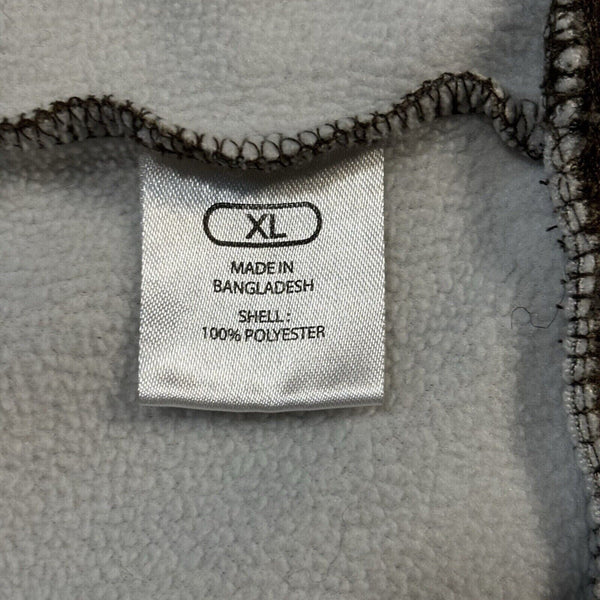 XL
MADE IN
BANGLADESH
SHELL :
100% POLYESTER